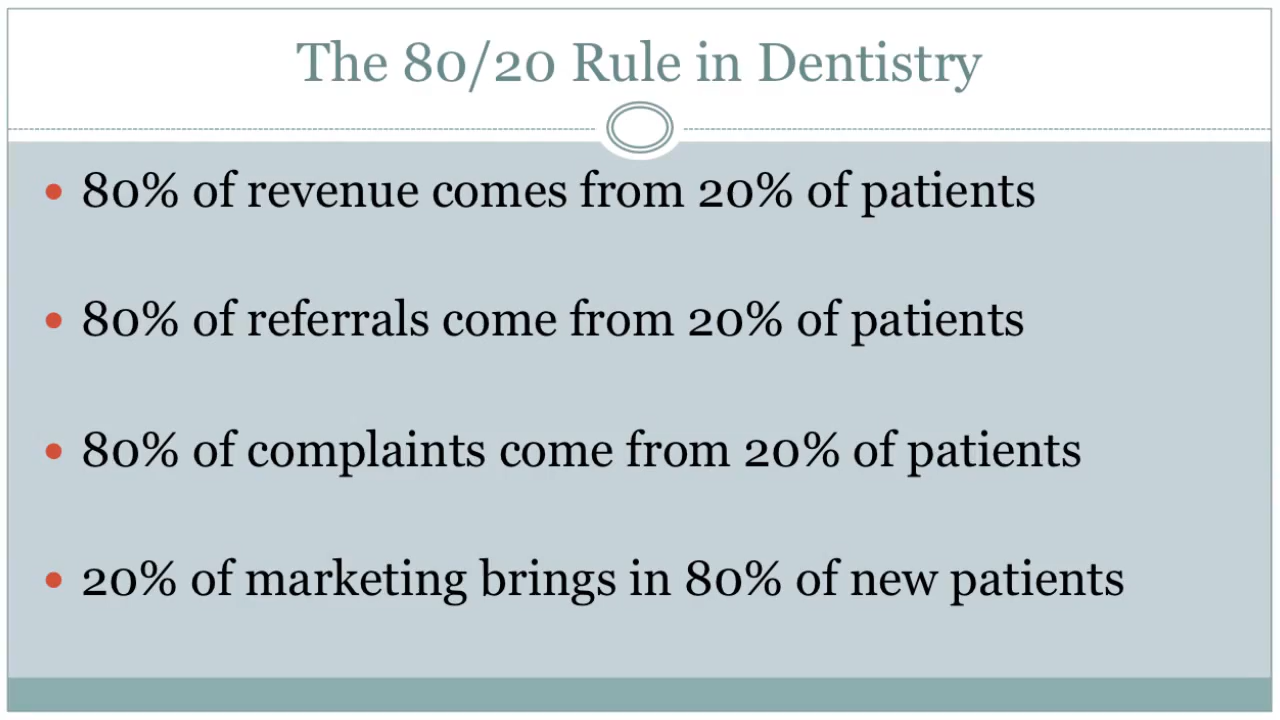 The 80/20 Rule in Dentistry
• 80% of revenue comes from 20% of patients
• 80% of referrals come from 20% of patients
• 80% of complaints come from 20% of patients
• 20% of marketing brings in 80% of new patients